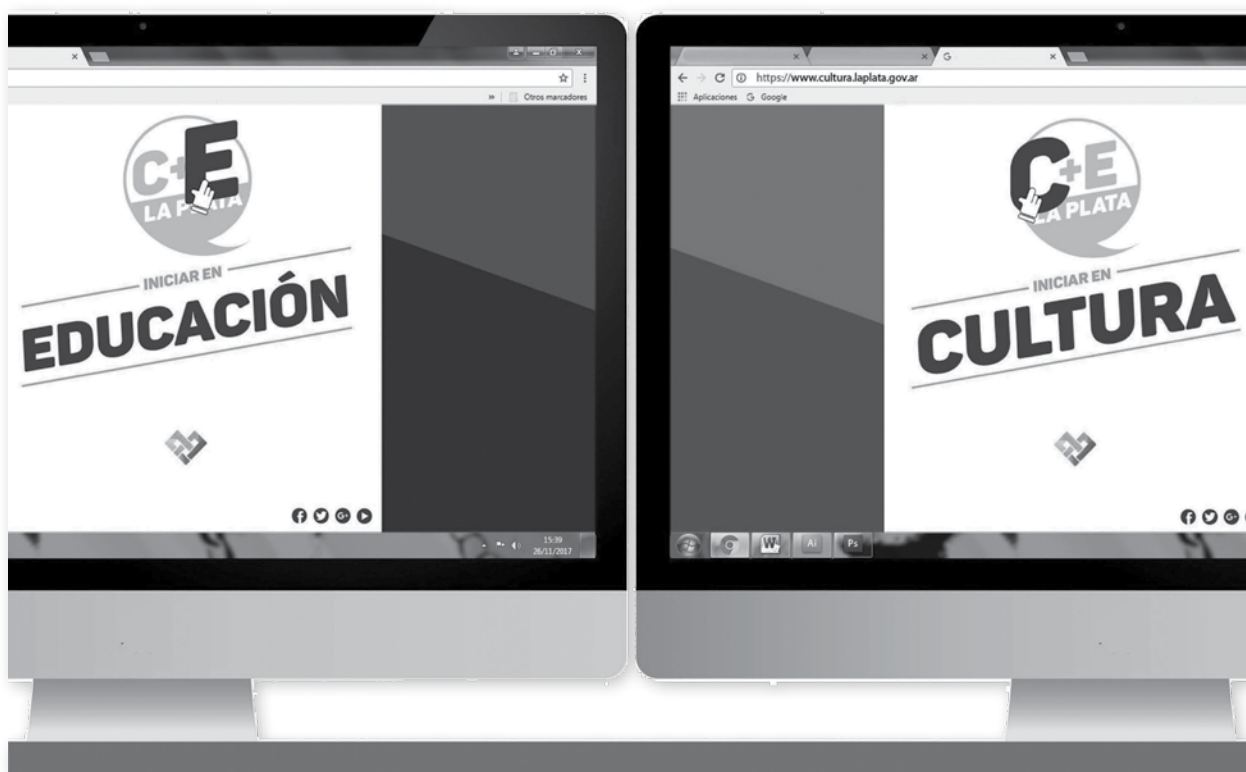 Otros marcadores
C+E
LA PLATA
INICIAR EN
EDUCACIÓN
15:39
26/11/2017
https://www.cultura.laplata.gov.ar
Aplicaciones
Google
C+E
LA PLATA
INICIAR EN
CULTURA
W
Ai
Ps